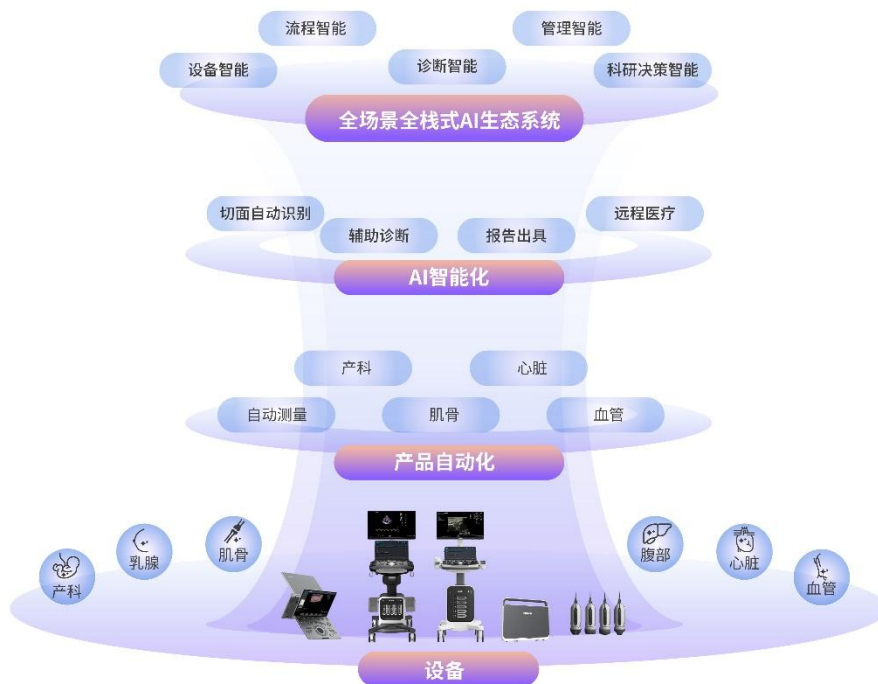 流程智能
管理智能
设备智能
诊断智能
科研决策智能
全场景全栈式AI生态系统
切面自动识别
远程医疗
辅助诊断
报告出具
AI智能化
产科
心脏
自动测量
肌骨
血管
产品自动化
产科
乳腺
肌骨
腹部
心脏
血管
设备